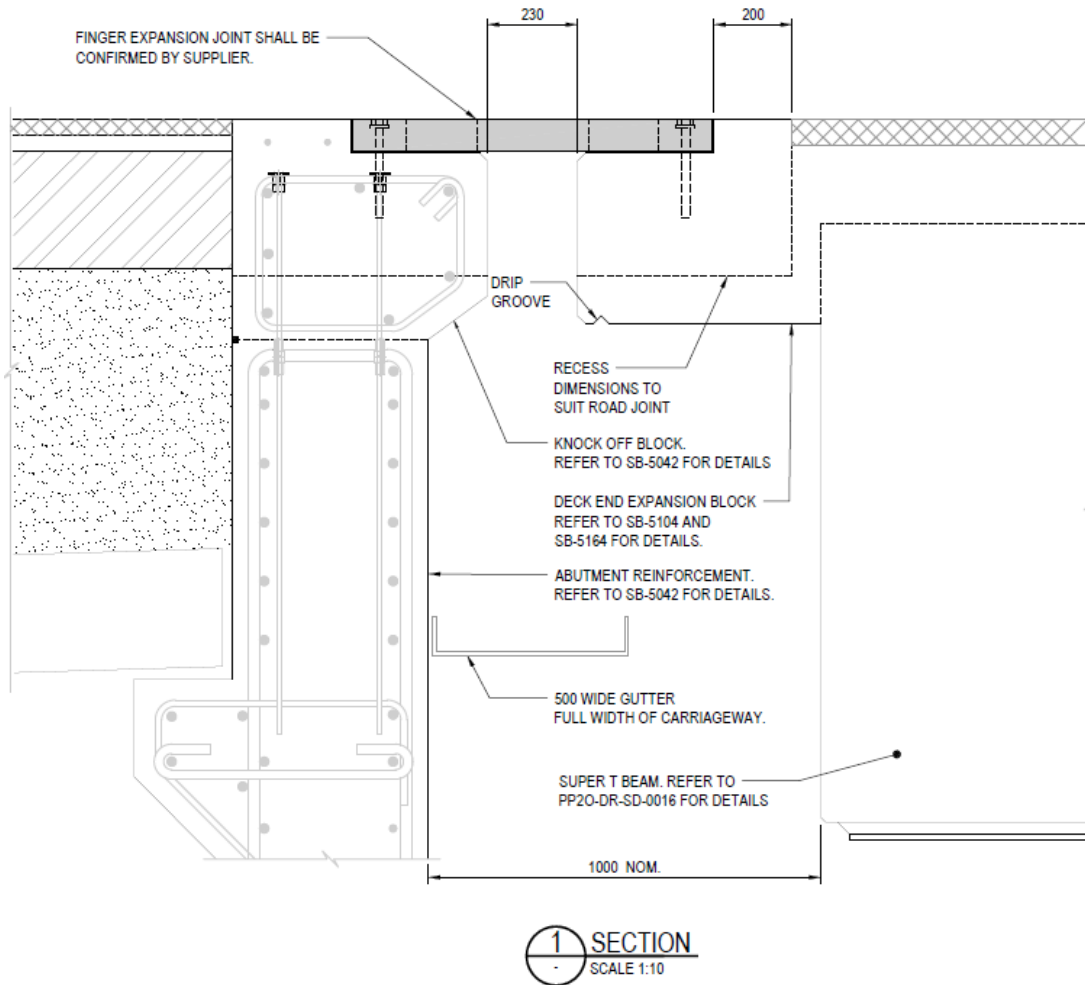 230
200
FINGER EXPANSION JOINT SHALL BE
CONFIRMED BY SUPPLIER.
DRIP
GROOVE
RECESS
DIMENSIONS TO
SUIT ROAD JOINT
KNOCK OFF BLOCK.
REFER TO SB-5042 FOR DETAILS
DECK END EXPANSION BLOCK
REFER TO SB-5104 AND
SB-5164 FOR DETAILS.
ABUTMENT REINFORCEMENT.
REFER TO SB-5042 FOR DETAILS.
500 WIDE GUTTER
FULL WIDTH OF CARRIAGEWAY.
SUPER T BEAM. REFER TO
PP2O-DR-SD-0016 FOR DETAILS
1000 NOM.
1
-
SECTION
SCALE 1:10